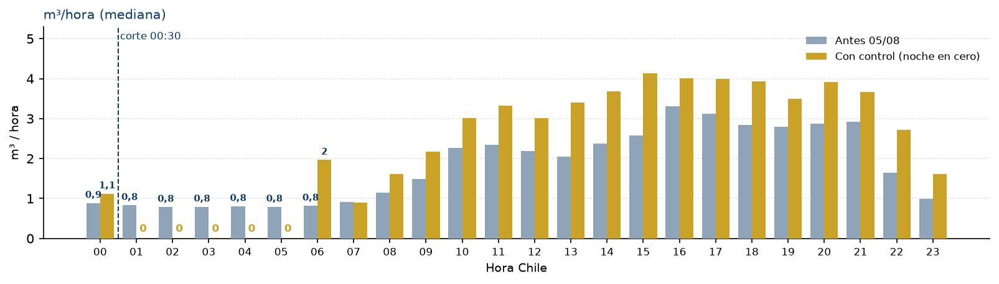 m³/hora (mediana)
corte 00:30
Antes 05/08
Con control (noche en cero)
m³ / hora
5
4
3
2
1
0
0,9 1,1 0,8 0 0,8 0 0,8 0 0,8 0 0,8 0 0,8 2
00 01 02 03 04 05 06 07 08 09 10 11 12 13 14 15 16 17 18 19 20 21 22 23
Hora Chile